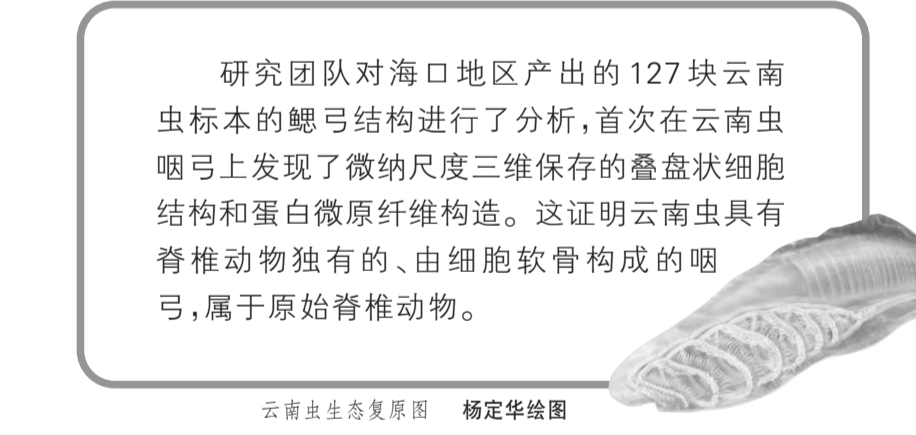 研究团队对海口地区产出的127块云南
虫标本的鳃弓结构进行了分析,首次在云南虫
咽弓上发现了微纳尺度三维保存的叠盘状细胞
结构和蛋白微原纤维构造。这证明云南虫具有
脊椎动物独有的、由细胞软骨构成的咽
弓,属于原始脊椎动物。
云南虫生态复原图 杨定华绘图